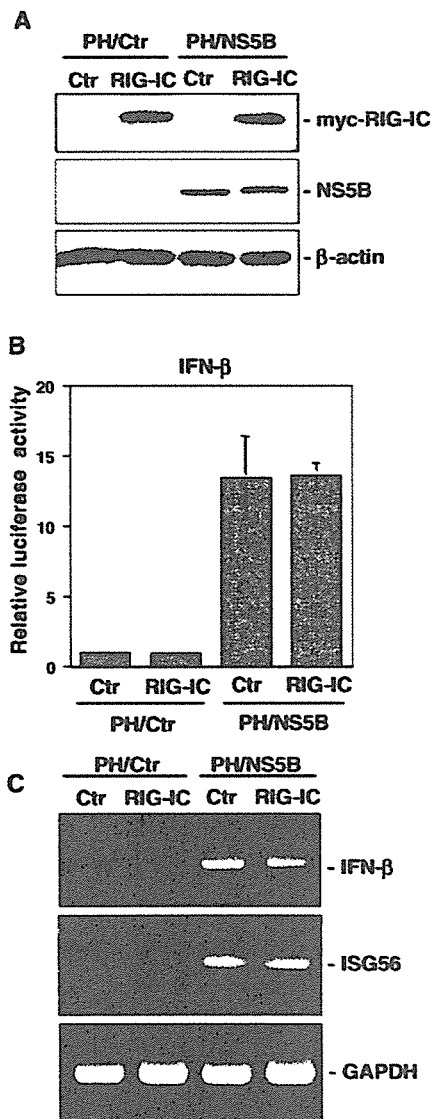 A
PH/Ctr PH/NS5B
Ctr RIG-IC Ctr RIG-IC
- myc-RIG-IC
- NS5B
- β-actin
B
IFN-β
Relative luciferase activity
20
15
10
5
0
Ctr RIG-IC Ctr RIG-IC
PH/Ctr PH/NS5B
C
PH/Ctr PH/NS5B
Ctr RIG-IC Ctr RIG-IC
- IFN-β
- ISG56
- GAPDH